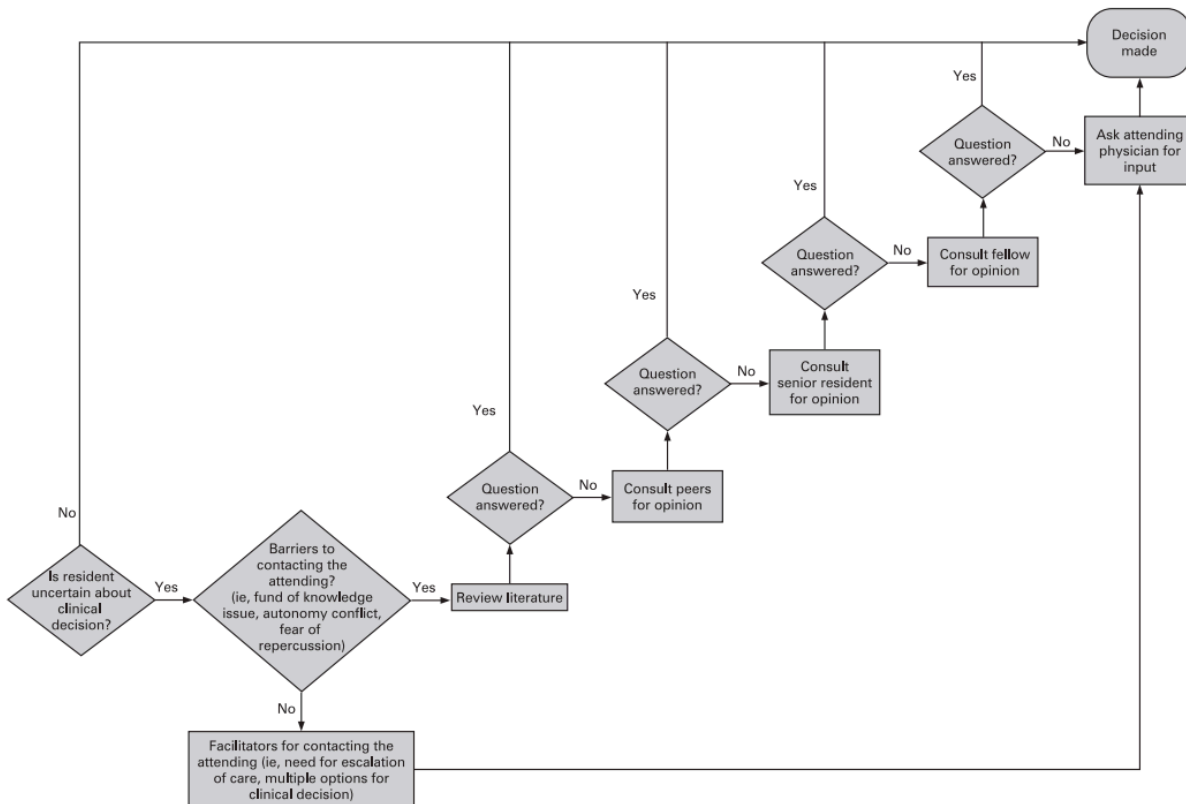 Decision
made
Yes
Question
answered?
No
Ask attending
physician for
input
Yes
Question
answered?
No
Consult fellow
for opinion
Yes
Question
answered?
No
Consult
senior resident
for opinion
Yes
Question
answered?
No
Consult peers
for opinion
No
Is resident
uncertain about
clinical
decision?
Yes
Barriers to
contacting the
attending?
(ie, fund of knowledge
issue, autonomy conflict,
fear of
repercussion)
Yes
Review literature
No
Facilitators for contacting the
attending (ie, need for escalation
of care, multiple options for
clinical decision)